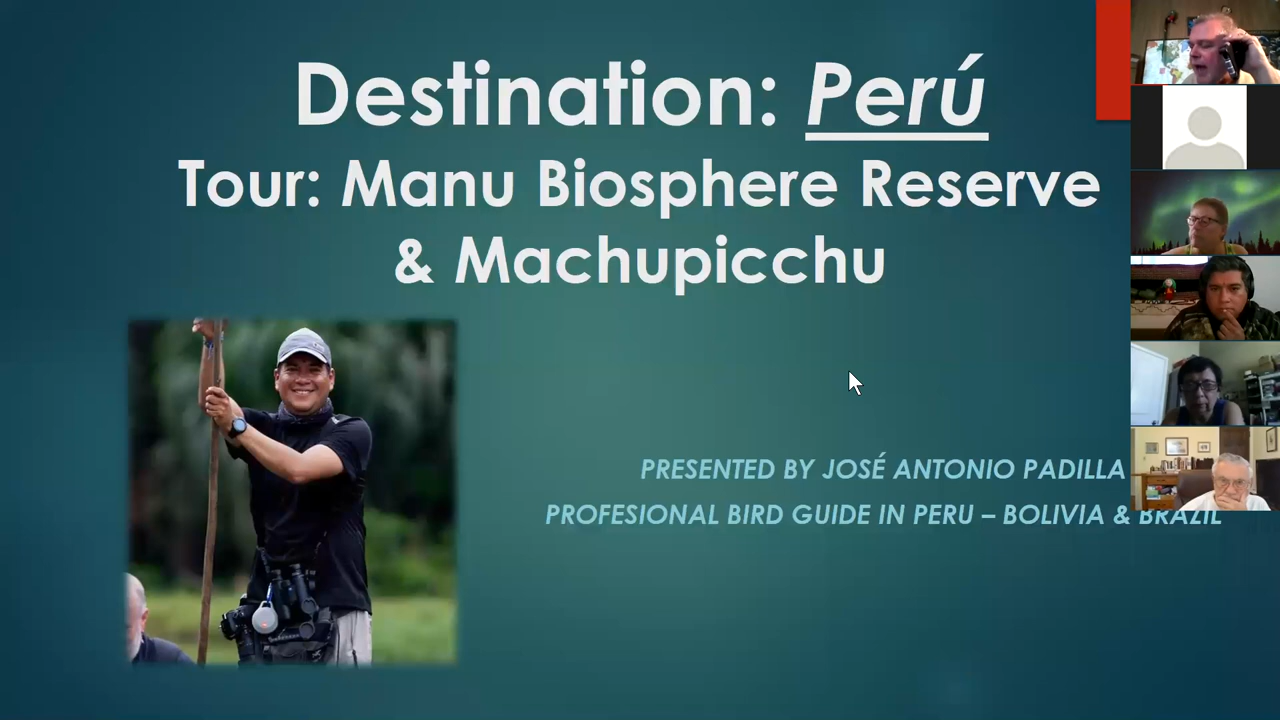 Destination: Perú
Tour: Manu Biosphere Reserve
& Machupicchu
PRESENTED BY JOSÉ ANTONIO PADILLA
PROFESIONAL BIRD GUIDE IN PERU – BOLIVIA & BRAZIL